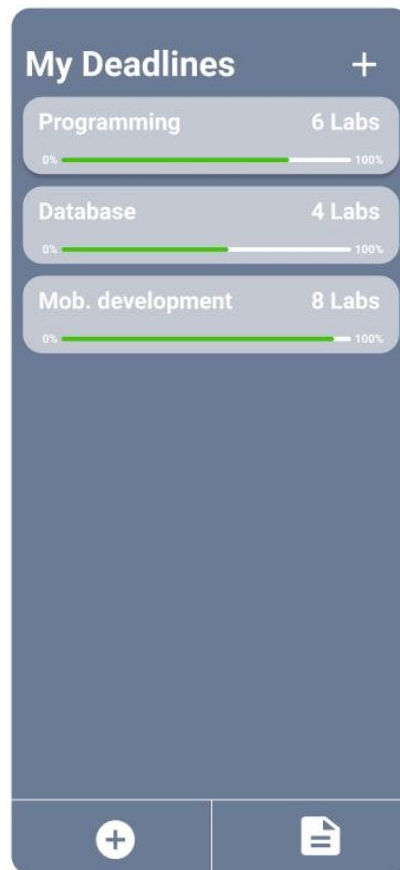 My Deadlines +
Programming 6 Labs
0% 100%
Database 4 Labs
0% 100%
Mob. development 8 Labs
0% 100%